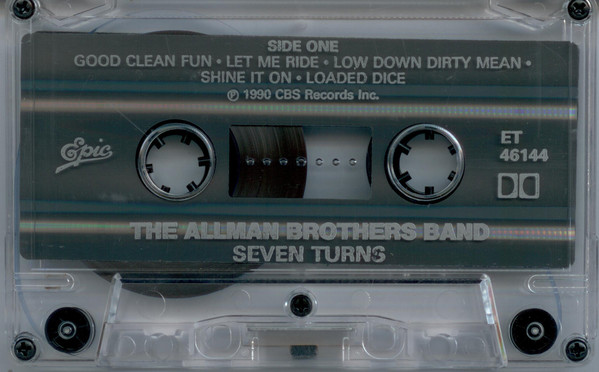 SIDE ONE
GOOD CLEAN FUN • LET ME RIDE • LOW DOWN DIRTY MEAN •
SHINE IT ON • LOADED DICE
℗ 1990 CBS Records Inc.
Epic
ET
46144
THE ALLMAN BROTHERS BAND
SEVEN TURNS